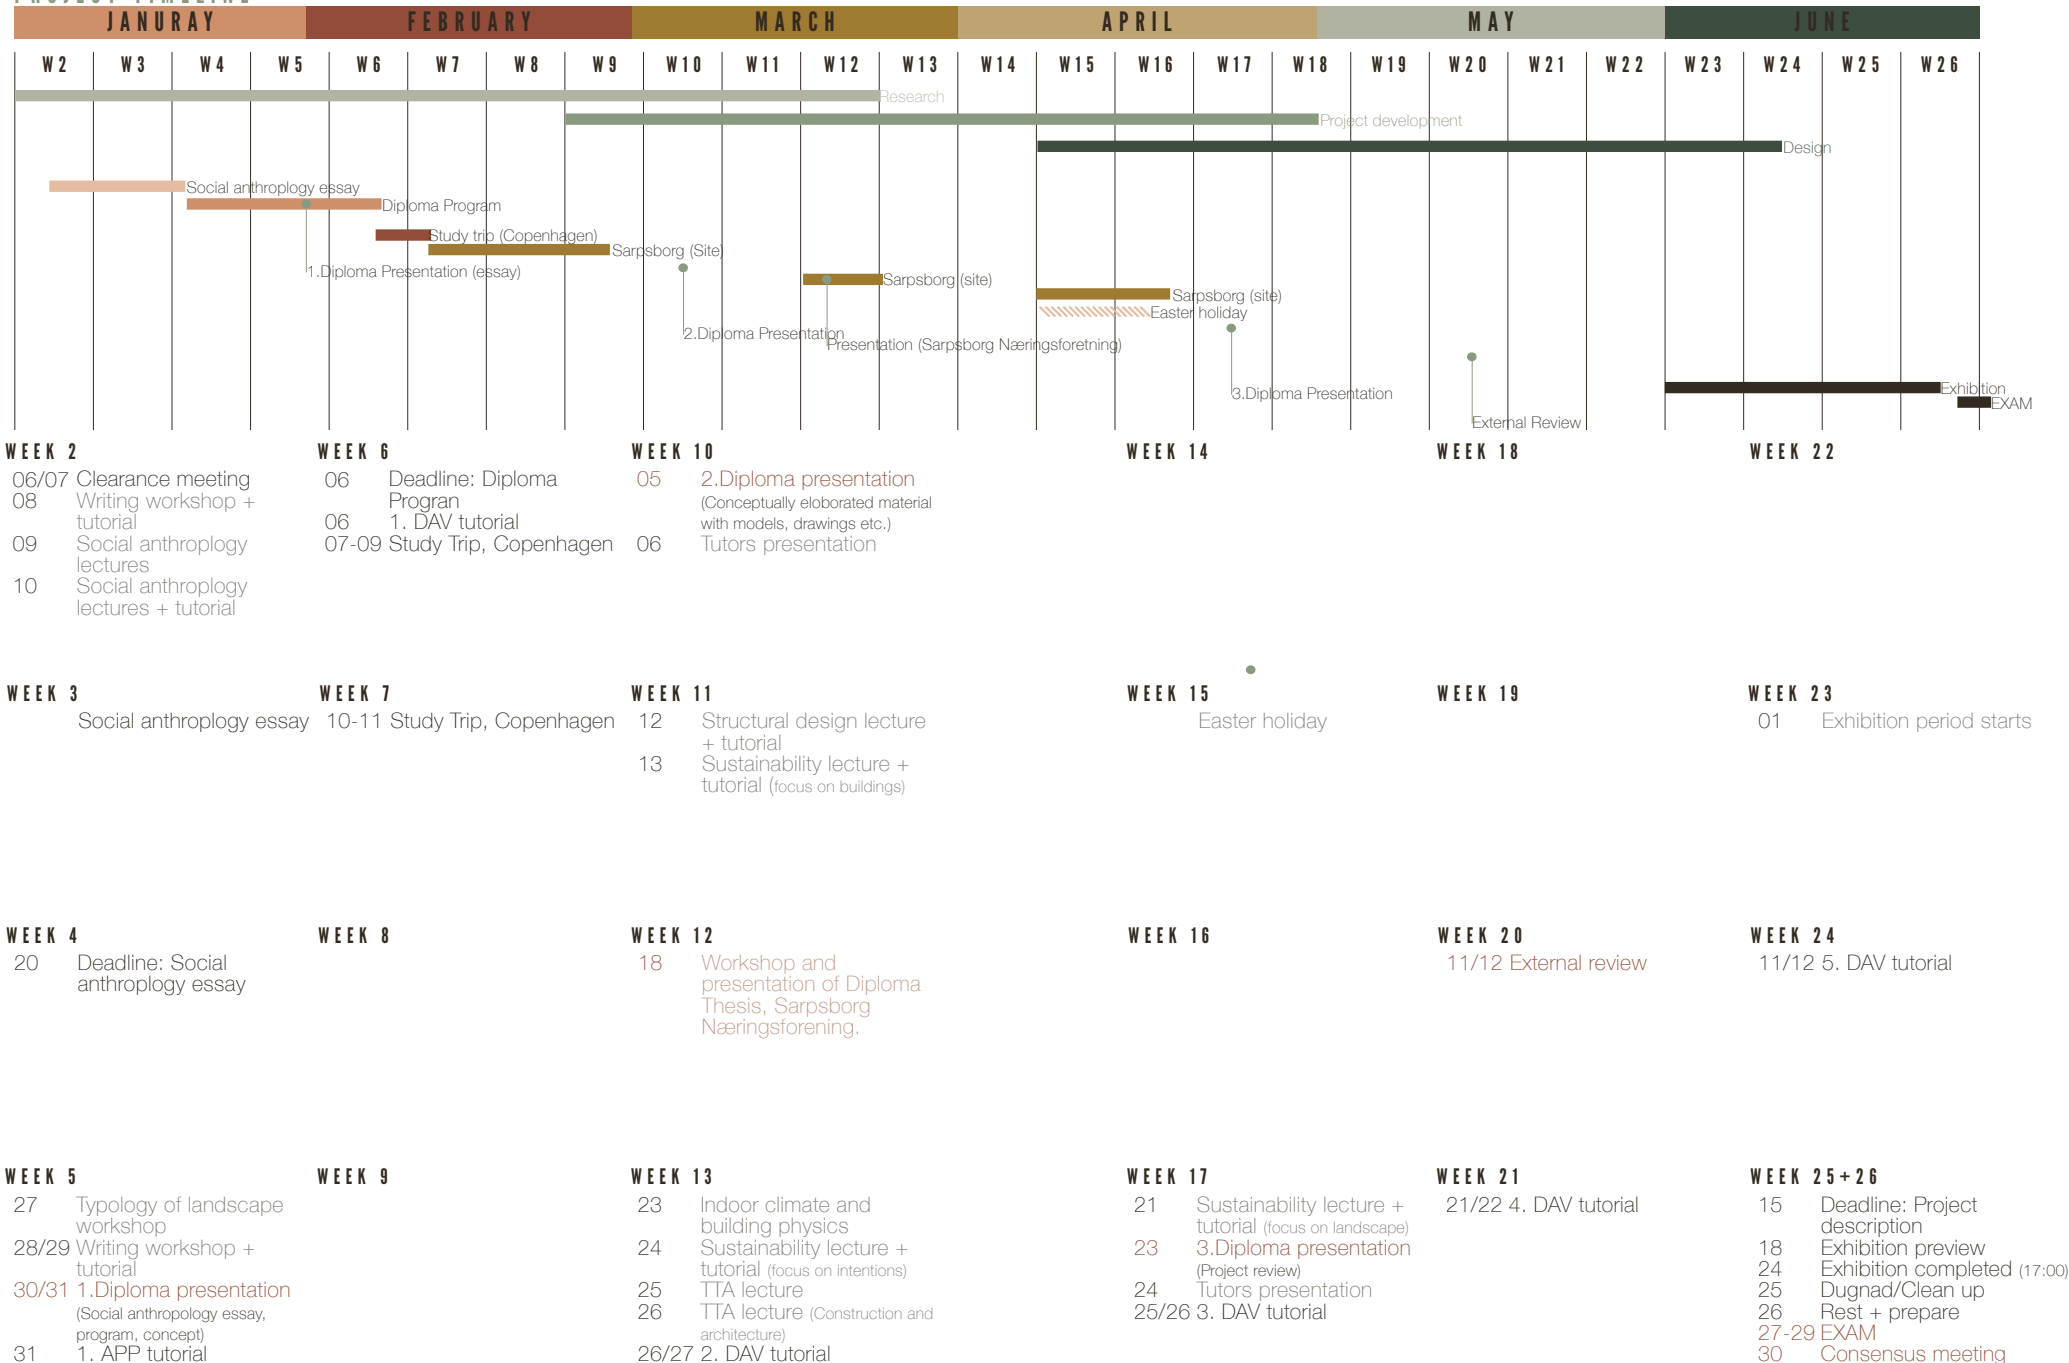 PROJECT TIMELINE
JANURAY FEBRUARY MARCH APRIL MAY JUNE
W2 W3 W4 W5 W6 W7 W8 W9 W10 W11 W12 W13 W14 W15 W16 W17 W18 W19 W20 W21 W22 W23 W24 W25 W26
Research
Project development
Design
Social anthroplogy essay
Diploma Program
Study trip (Copenhagen)
Sarpsborg (Site)
1.Diploma Presentation (essay)
Sarpsborg (site)
Sarpsborg (site)
Easter holiday
2.Diploma Presentation
Presentation (Sarpsborg Næringsforetning)
3.Diploma Presentation
Exhibition
EXAM
External Review
WEEK 2
06/07 Clearance meeting
08 Writing workshop +
tutorial
09 Social anthroplogy
lectures
10 Social anthroplogy
lectures + tutorial
WEEK 6
06 Deadline: Diploma
Progran
06 1. DAV tutorial
07-09 Study Trip, Copenhagen
WEEK 10
05 2.Diploma presentation
(Conceptually eloborated material
with models, drawings etc.)
06 Tutors presentation
WEEK 14
WEEK 18
WEEK 22
WEEK 3
Social anthroplogy essay
WEEK 7
10-11 Study Trip, Copenhagen
WEEK 11
12 Structural design lecture
+ tutorial
13 Sustainability lecture +
tutorial (focus on buildings)
WEEK 15
Easter holiday
WEEK 19
WEEK 23
01 Exhibition period starts
WEEK 4
20 Deadline: Social
anthroplogy essay
WEEK 8
WEEK 12
18 Workshop and
presentation of Diploma
Thesis, Sarpsborg
Næringsforening.
WEEK 16
WEEK 20
11/12 External review
WEEK 24
11/12 5. DAV tutorial
WEEK 5
27 Typology of landscape
workshop
28/29 Writing workshop +
tutorial
30/31 1.Diploma presentation
(Social anthropology essay,
program, concept)
31 1. APP tutorial
WEEK 9
WEEK 13
23 Indoor climate and
building physics
24 Sustainability lecture +
tutorial (focus on intentions)
25 TTA lecture
26 TTA lecture (Construction and
architecture)
26/27 2. DAV tutorial
WEEK 17
21 Sustainability lecture +
tutorial (focus on landscape)
23 3.Diploma presentation
(Project review)
24 Tutors presentation
25/26 3. DAV tutorial
WEEK 21
21/22 4. DAV tutorial
WEEK 25+26
15 Deadline: Project
description
18 Exhibition preview
24 Exhibition completed (17:00)
25 Dugnad/Clean up
26 Rest + prepare
27-29 EXAM
30 Consensus meeting